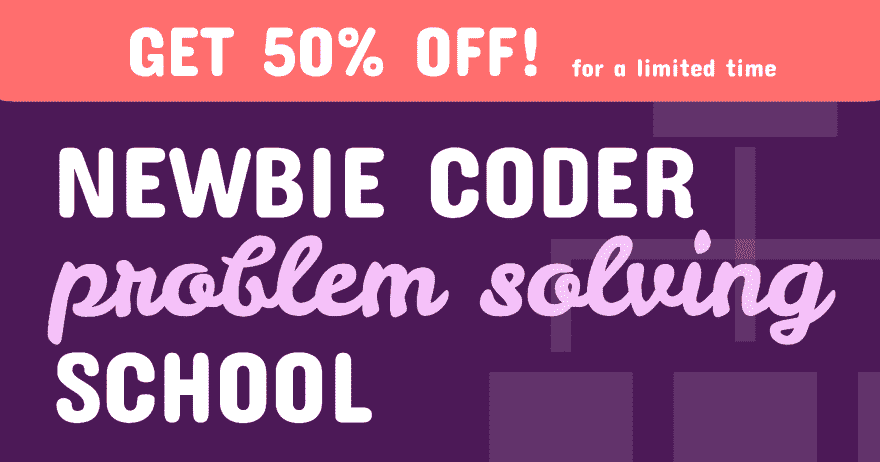 GET 50% OFF! for a limited time
NEWBIE CODER
problem solving
SCHOOL